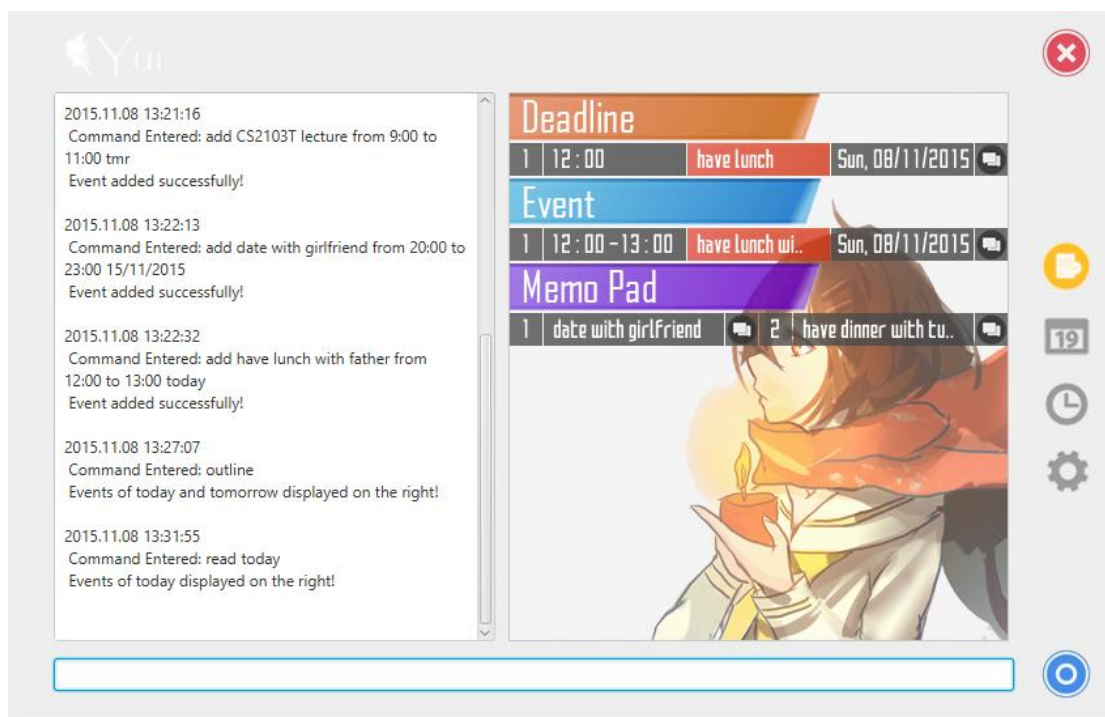 Yui
2015.11.08 13:21:16
Command Entered: add CS2103T lecture from 9:00 to
11:00 tmr
Event added successfully!
2015.11.08 13:22:13
Command Entered: add date with girlfriend from 20:00 to
23:00 15/11/2015
Event added successfully!
2015.11.08 13:22:32
Command Entered: add have lunch with father from
12:00 to 13:00 today
Event added successfully!
2015.11.08 13:27:07
Command Entered: outline
Events of today and tomorrow displayed on the right!
2015.11.08 13:31:55
Command Entered: read today
Events of today displayed on the right!
Deadline
1 12:00 have lunch Sun, 08/11/2015
Event
1 12:00-13:00 have lunch wi.. Sun, 08/11/2015
Memo Pad
1 date with girlfriend 2 have dinner with tu..
19